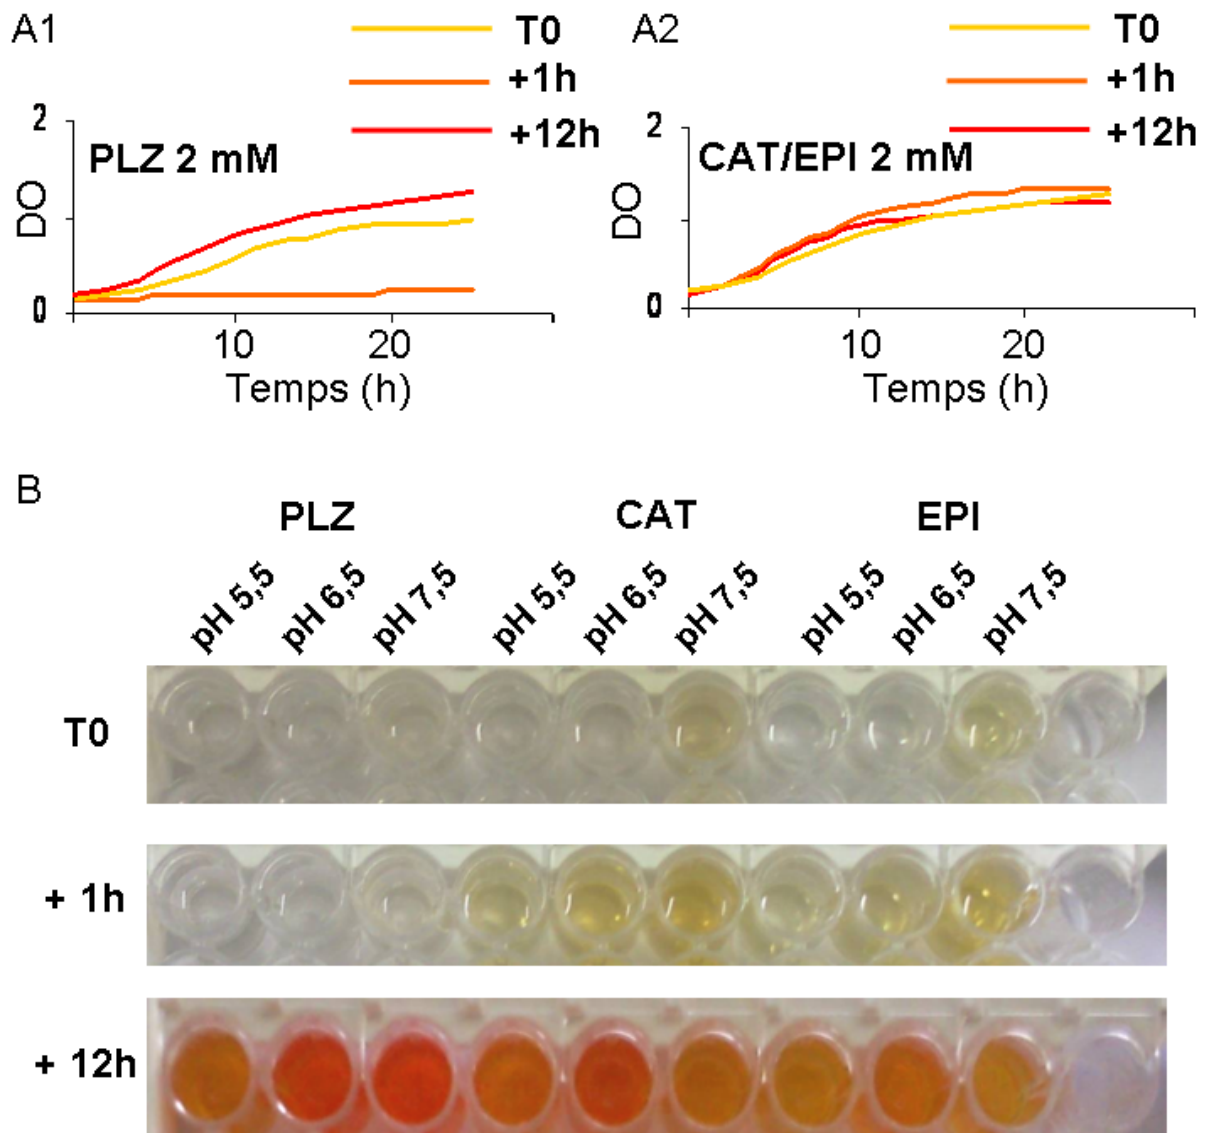 A1
T0
+1h
+12h
2
PLZ 2 mM
DO
0
10
20
Temps (h)
A2
T0
+1h
+12h
2
CAT/EPI 2 mM
DO
0
10
20
Temps (h)
B
PLZ
CAT
EPI
pH 5,5
pH 6,5
pH 7,5
pH 5,5
pH 6,5
pH 7,5
pH 5,5
pH 6,5
pH 7,5
T0
+ 1h
+ 12h